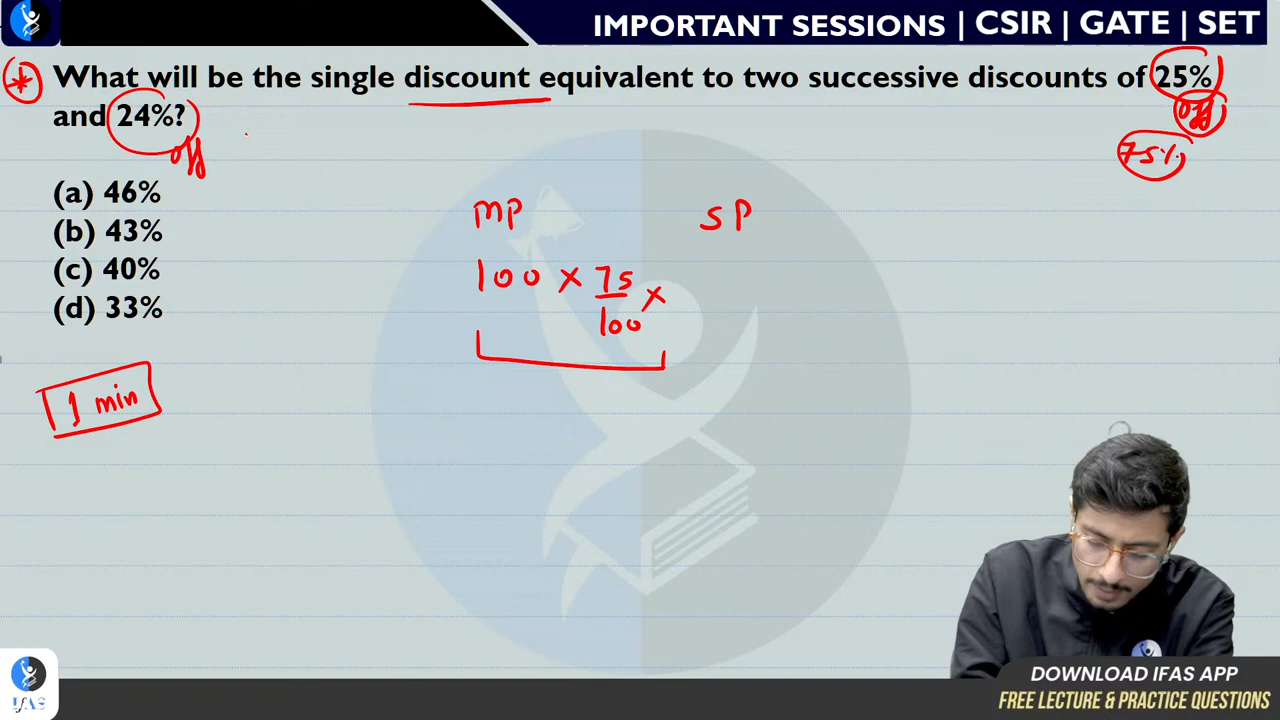 IMPORTANT SESSIONS | CSIR | GATE | SET
* What will be the single discount equivalent to two successive discounts of 25%
off
and 24%?
off
75%
(a) 46%
(b) 43%
(c) 40%
(d) 33%
MP SP
100 × 75/100 ×
1 min
IFAS
DOWNLOAD IFAS APP
FREE LECTURE & PRACTICE QUESTIONS